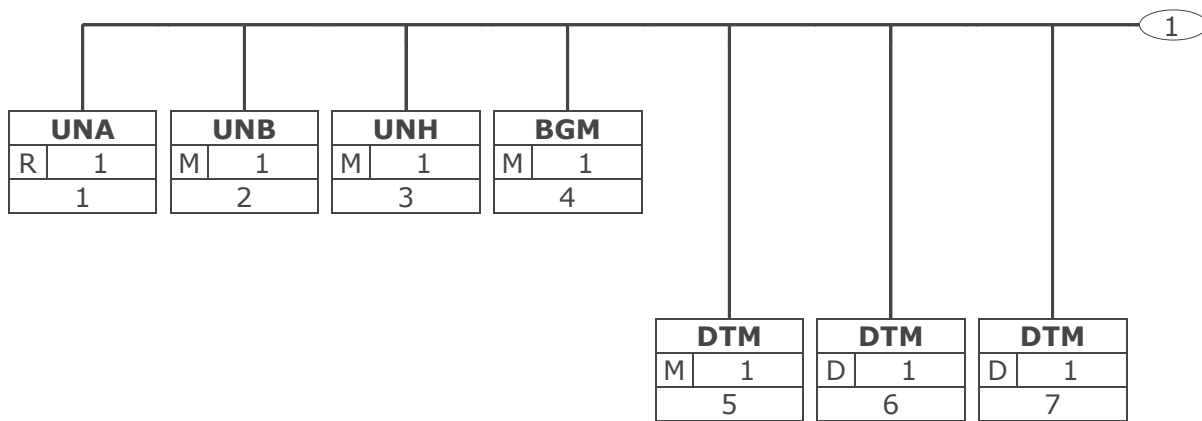 1
UNA UNB UNH BGM
R 1 M 1 M 1 M 1
1 2 3 4
DTM DTM DTM
M 1 D 1 D 1
5 6 7